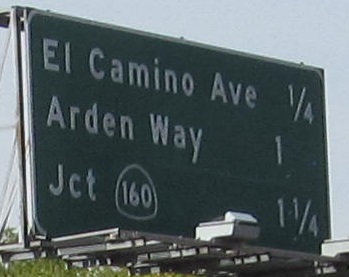 El Camino Ave 1/4
Arden Way 1
Jct 160 1 1/4